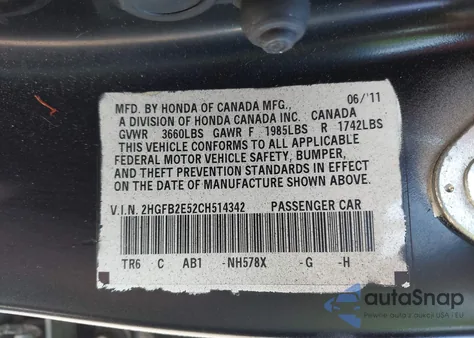 MFD. BY HONDA OF CANADA MFG., 06/'11
A DIVISION OF HONDA CANADA INC. CANADA
GVWR 3660LBS GAWR F 1985LBS R 1742LBS
THIS VEHICLE CONFORMS TO ALL APPLICABLE
FEDERAL MOTOR VEHICLE SAFETY, BUMPER,
AND THEFT PREVENTION STANDARDS IN EFFECT
ON THE DATE OF MANUFACTURE SHOWN ABOVE.
V.I.N. 2HGFB2E52CH514342 PASSENGER CAR
TR6 C AB1 -NH578X -G -H
autaSnap